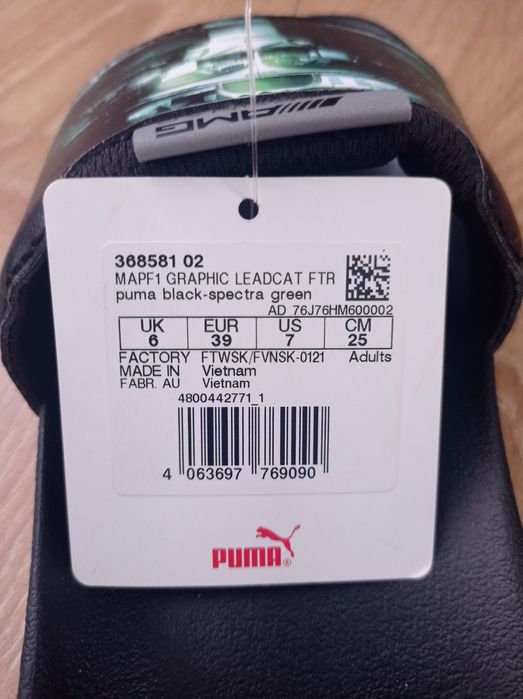 AMG
368581 02
MAPF1 GRAPHIC LEADCAT FTR
puma black-spectra green
AD 76J76HM600002
UK EUR US CM
6 39 7 25
FACTORY FTWSK/FVNSK-0121 Adults
MADE IN Vietnam
FABR. AU Vietnam
4800442771_1
4 063697 769090
PUMA®